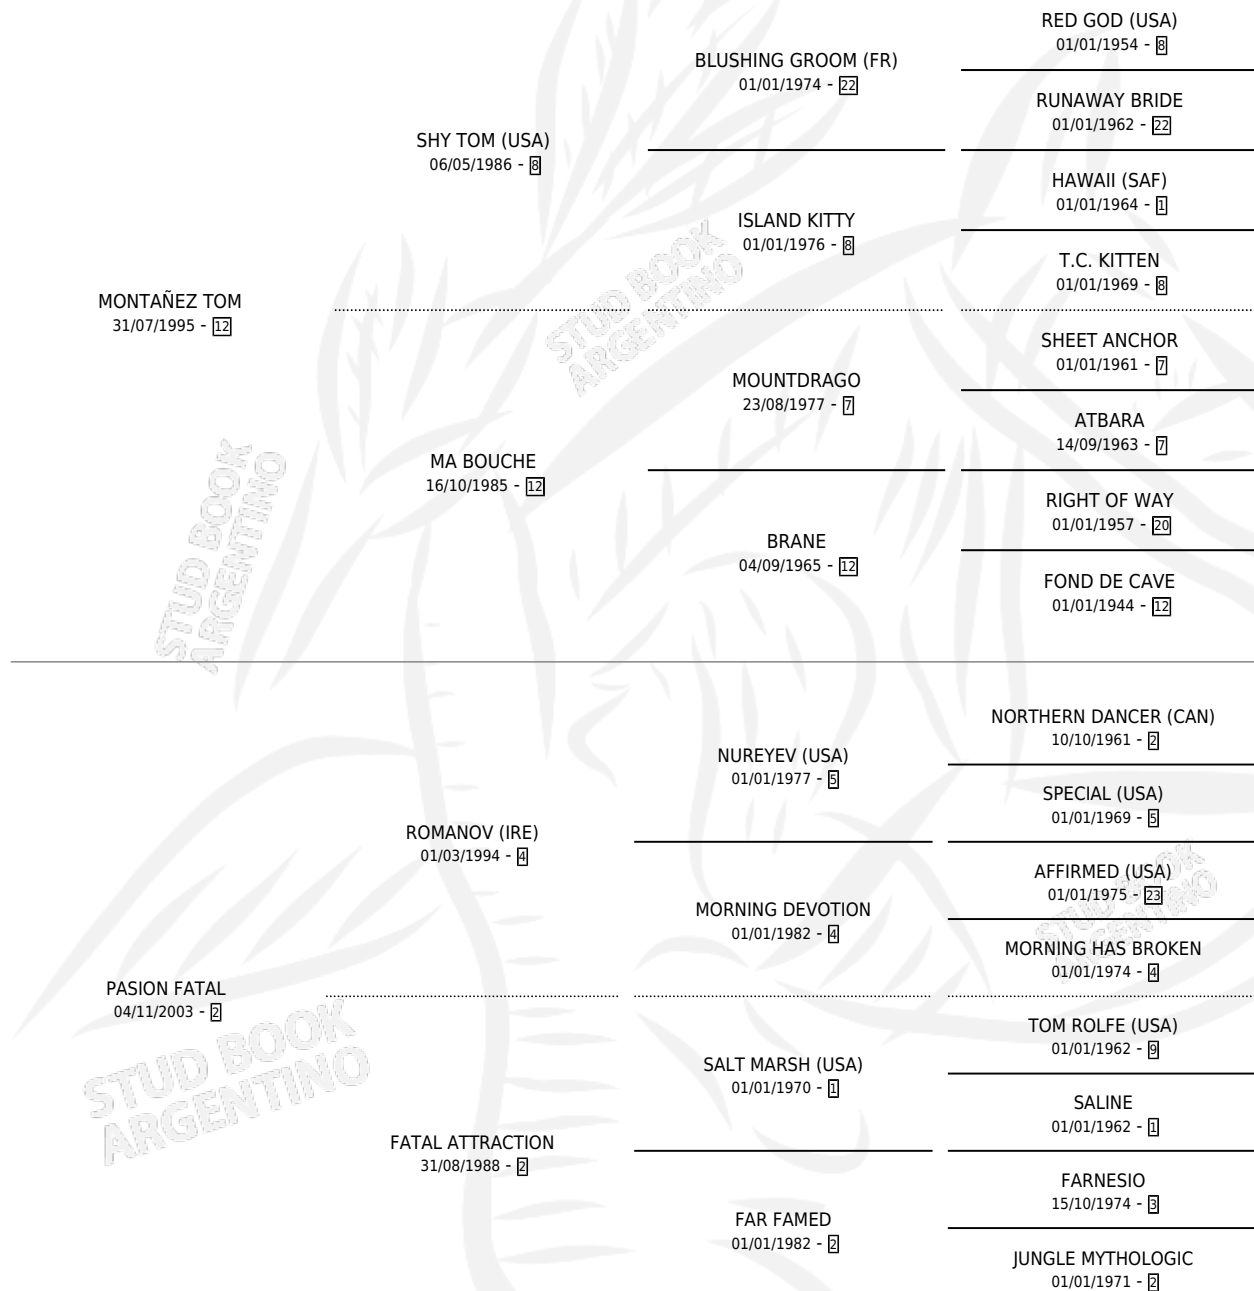 RED GOD (USA)
01/01/1954 - 8
BLUSHING GROOM (FR)
01/01/1974 - 22
RUNAWAY BRIDE
01/01/1962 - 22
SHY TOM (USA)
06/05/1986 - 8
HAWAII (SAF)
01/01/1964 - 1
ISLAND KITTY
01/01/1976 - 8
T.C. KITTEN
01/01/1969 - 8
MONTAÑEZ TOM
31/07/1995 - 12
SHEET ANCHOR
01/01/1961 - 7
MOUNTDRAGO
23/08/1977 - 7
ATBARA
14/09/1963 - 7
MA BOUCHE
16/10/1985 - 12
RIGHT OF WAY
01/01/1957 - 20
BRANE
04/09/1965 - 12
FOND DE CAVE
01/01/1944 - 12
NORTHERN DANCER (CAN)
10/10/1961 - 2
NUREYEV (USA)
01/01/1977 - 5
SPECIAL (USA)
01/01/1969 - 5
ROMANOV (IRE)
01/03/1994 - 4
AFFIRMED (USA)
01/01/1975 - 23
MORNING DEVOTION
01/01/1982 - 4
MORNING HAS BROKEN
01/01/1974 - 4
PASION FATAL
04/11/2003 - 2
TOM ROLFE (USA)
01/01/1962 - 9
SALT MARSH (USA)
01/01/1970 - 1
SALINE
01/01/1962 - 1
FATAL ATTRACTION
31/08/1988 - 2
FARNESIO
15/10/1974 - 3
FAR FAMED
01/01/1982 - 2
JUNGLE MYTHOLOGIC
01/01/1971 - 2
STUD BOOK
ARGENTINO
STUD BOOK
ARGENTINO
STUD BOOK
ARGENTINO
STUD BOOK
ARGENTINO